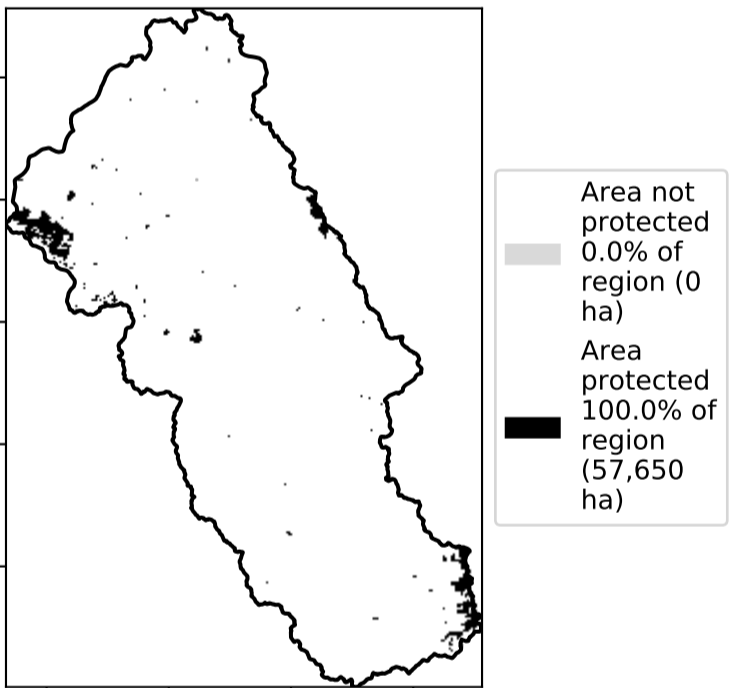 Area not
protected
0.0% of
region (0
ha)
Area
protected
100.0% of
region
(57,650
ha)